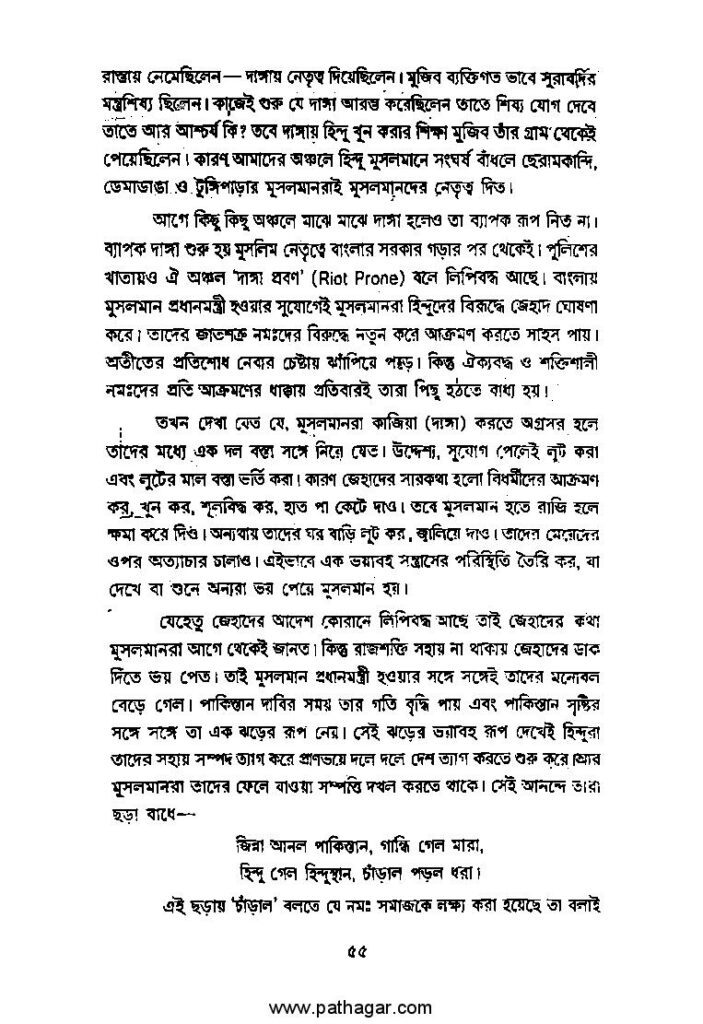 রাস্তায় নেমেছিলেন— দাঙ্গায় নেতৃত্ব দিয়েছিলেন। মুজিব ব্যক্তিগত ভাবে সুরাবর্দির
মন্ত্রশিষ্য ছিলেন। কাজেই গুরু যে দাঙ্গা আরম্ভ করেছিলেন তাতে শিষ্য যোগ দেবে
তাতে আর আশ্চর্য কি? তবে দাঙ্গায় হিন্দু খুন করার শিক্ষা মুজিব তাঁর গ্রাম থেকেই
পেয়েছিলেন। কারণ আমাদের অঞ্চলে হিন্দু মুসলমানে সংঘর্ষ বাঁধলে ছেরামকান্দি,
ডেমাডাঙা ও টুঙ্গিপাড়ার মুসলমানরাই মুসলমানদের নেতৃত্ব দিত।
আগে কিছু কিছু অঞ্চলে মাঝে মাঝে দাঙ্গা হলেও তা ব্যাপক রূপ নিত না।
ব্যাপক দাঙ্গা শুরু হয় মুসলিম নেতৃত্বে বাংলার সরকার গড়ার পর থেকেই। পুলিশের
খাতায়ও ঐ অঞ্চল ‘দাঙ্গা প্রবণ’ (Riot Prone) বলে লিপিবদ্ধ আছে। বাংলায়
মুসলমান প্রধানমন্ত্রী হওয়ার সুযোগেই মুসলমানরা হিন্দুদের বিরূদ্ধে জেহাদ ঘোষণা
করে। তাদের জাতশত্রু নমঃদের বিরুদ্ধে নতুন করে আক্রমণ করতে সাহস পায়।
অতীতের প্রতিশোধ নেবার চেষ্টায় ঝাঁপিয়ে পড়ে। কিন্তু ঐক্যবদ্ধ ও শক্তিশালী
নমঃদের প্রতি আক্রমণের ধাক্কায় প্রতিবারই তারা পিছু হঠতে বাধ্য হয়।
তখন দেখা যেত যে, মুসলমানরা কাজিয়া (দাঙ্গা) করতে অগ্রসর হলে
তাঁদের মধ্যে এক দল বস্তা সঙ্গে নিয়ে যেত। উদ্দেশ্য, সুযোগ পেলেই লুট করা
এবং লুটের মাল বস্তা ভর্তি করা। কারণ জেহাদের সারকথা হলো বিধর্মীদের আক্রমণ
কর, খুন কর, শূলবিদ্ধ কর, হাত পা কেটে দাও। তবে মুসলমান হতে রাজি হলে
ক্ষমা করে দিও। অন্যথায় তাদের ঘর বাড়ি লুট কর, জ্বালিয়ে দাও। তাদের মেয়েদের
ওপর অত্যাচার চালাও। এইভাবে এক ভয়াবহ সন্ত্রাসের পরিস্থিতি তৈরি কর, যা
দেখে বা শুনে অন্যরা ভয় পেয়ে মুসলমান হয়।
যেহেতু জেহাদের আদেশ কোরানে লিপিবদ্ধ আছে তাই জেহাদের কথা
মুসলমানরা আগে থেকেই জানত। কিন্তু রাজশক্তি সহায় না থাকায় জেহাদের ডাক
দিতে ভয় পেত। তাই মুসলমান প্রধানমন্ত্রী হওয়ার সঙ্গে সঙ্গেই তাদের মনোবল
বেড়ে গেল। পাকিস্তান দাবির সময় তার গতি বৃদ্ধি পায় এবং পাকিস্তান সৃষ্টির
সঙ্গে সঙ্গে তা এক ঝড়ের রূপ নেয়। সেই ঝড়ের ভয়াবহ রূপ দেখেই হিন্দুরা
তাদের সহায় সম্পদ ত্যাগ করে প্রাণভয়ে দলে দলে দেশ ত্যাগ করতে শুরু করে।আর
মুসলমানরা তাদের ফেলে যাওয়া সম্পত্তি দখল করতে থাকে। সেই আনন্দে তারা
ছড়া বাধে—
জিন্না আনল পাকিস্তান, গান্ধি গেল মারা,
হিন্দু গেল হিন্দুস্থান, চাঁড়াল পড়ল ধরা।
এই ছড়ায় ‘চাঁড়াল’ বলতে যে নমঃ সমাজকে লক্ষ্য করা হয়েছে তা বলাই
৫৫
www.pathagar.com